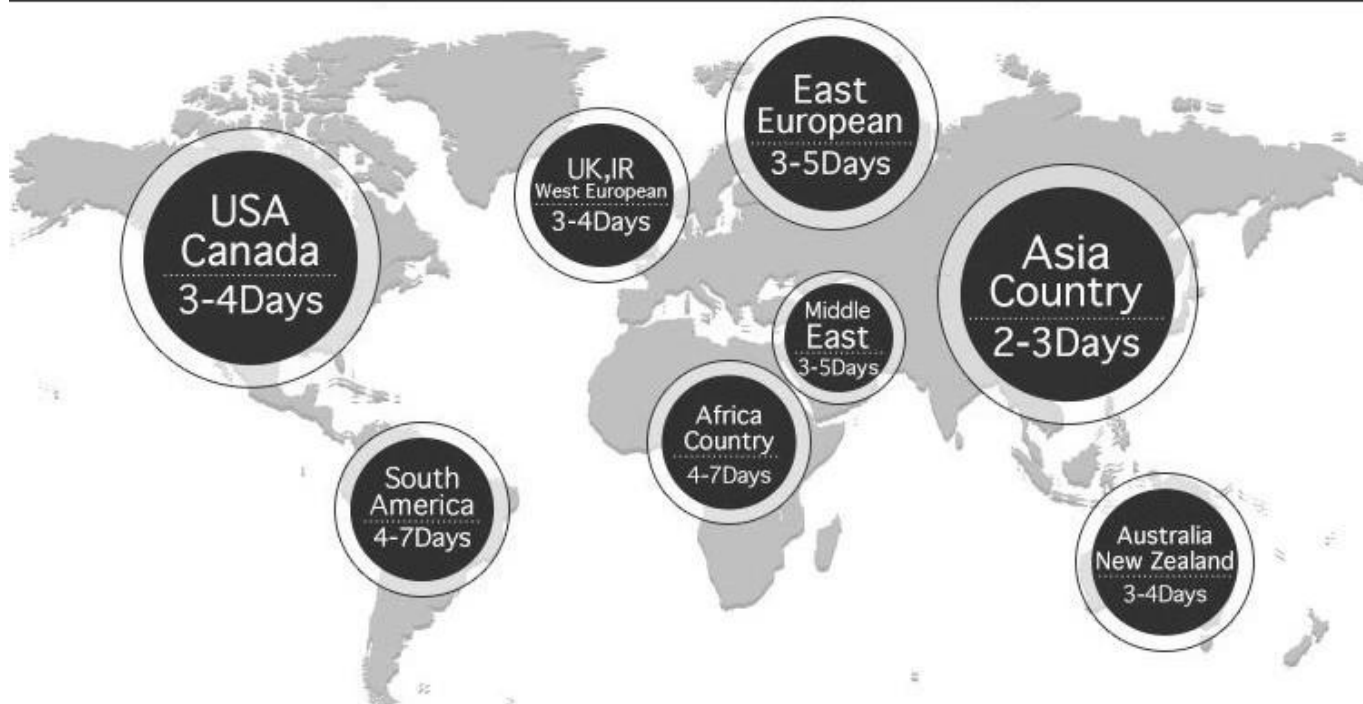 East
European
3-5Days
UK,IR
West European
3-4Days
USA
Canada
3-4Days
Asia
Country
2-3Days
Middle
East
3-5Days
Africa
Country
4-7Days
South
America
4-7Days
Australia
New Zealand
3-4Days